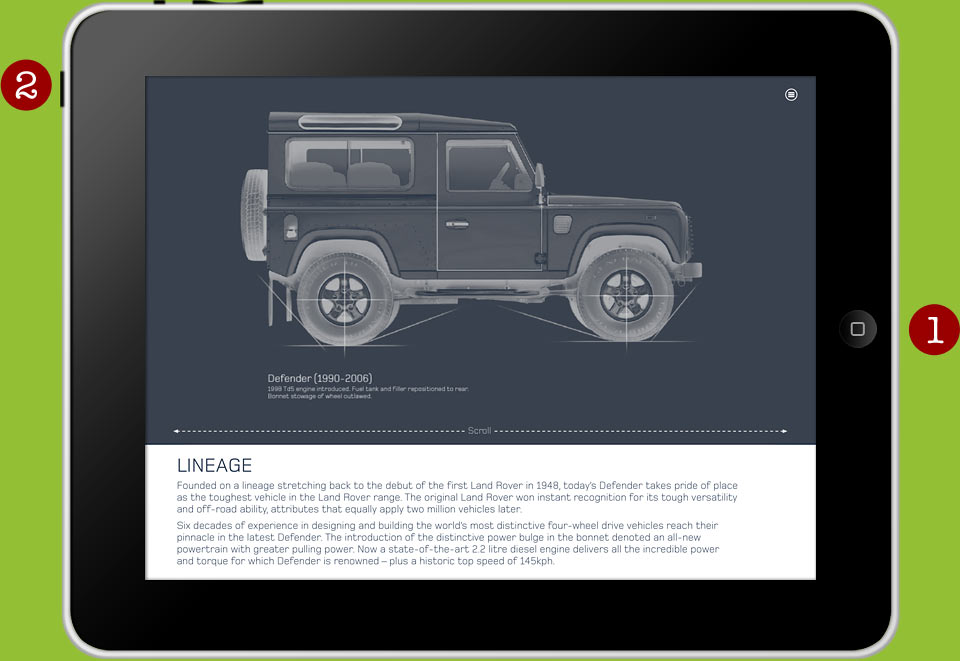 2
Defender (1990-2006)
1998 Td5 engine introduced. Fuel tank and filler repositioned to rear.
Bonnet stowage of wheel outlawed.
Scroll
1
LINEAGE
Founded on a lineage stretching back to the debut of the first Land Rover in 1948, today's Defender takes pride of place
as the toughest vehicle in the Land Rover range. The original Land Rover won instant recognition for its tough versatility
and off-road ability, attributes that equally apply two million vehicles later.
Six decades of experience in designing and building the world's most distinctive four-wheel drive vehicles reach their
pinnacle in the latest Defender. The introduction of the distinctive power bulge in the bonnet denoted an all-new
powertrain with greater pulling power. Now a state-of-the-art 2.2 litre diesel engine delivers all the incredible power
and torque for which Defender is renowned – plus a historic top speed of 145kph.